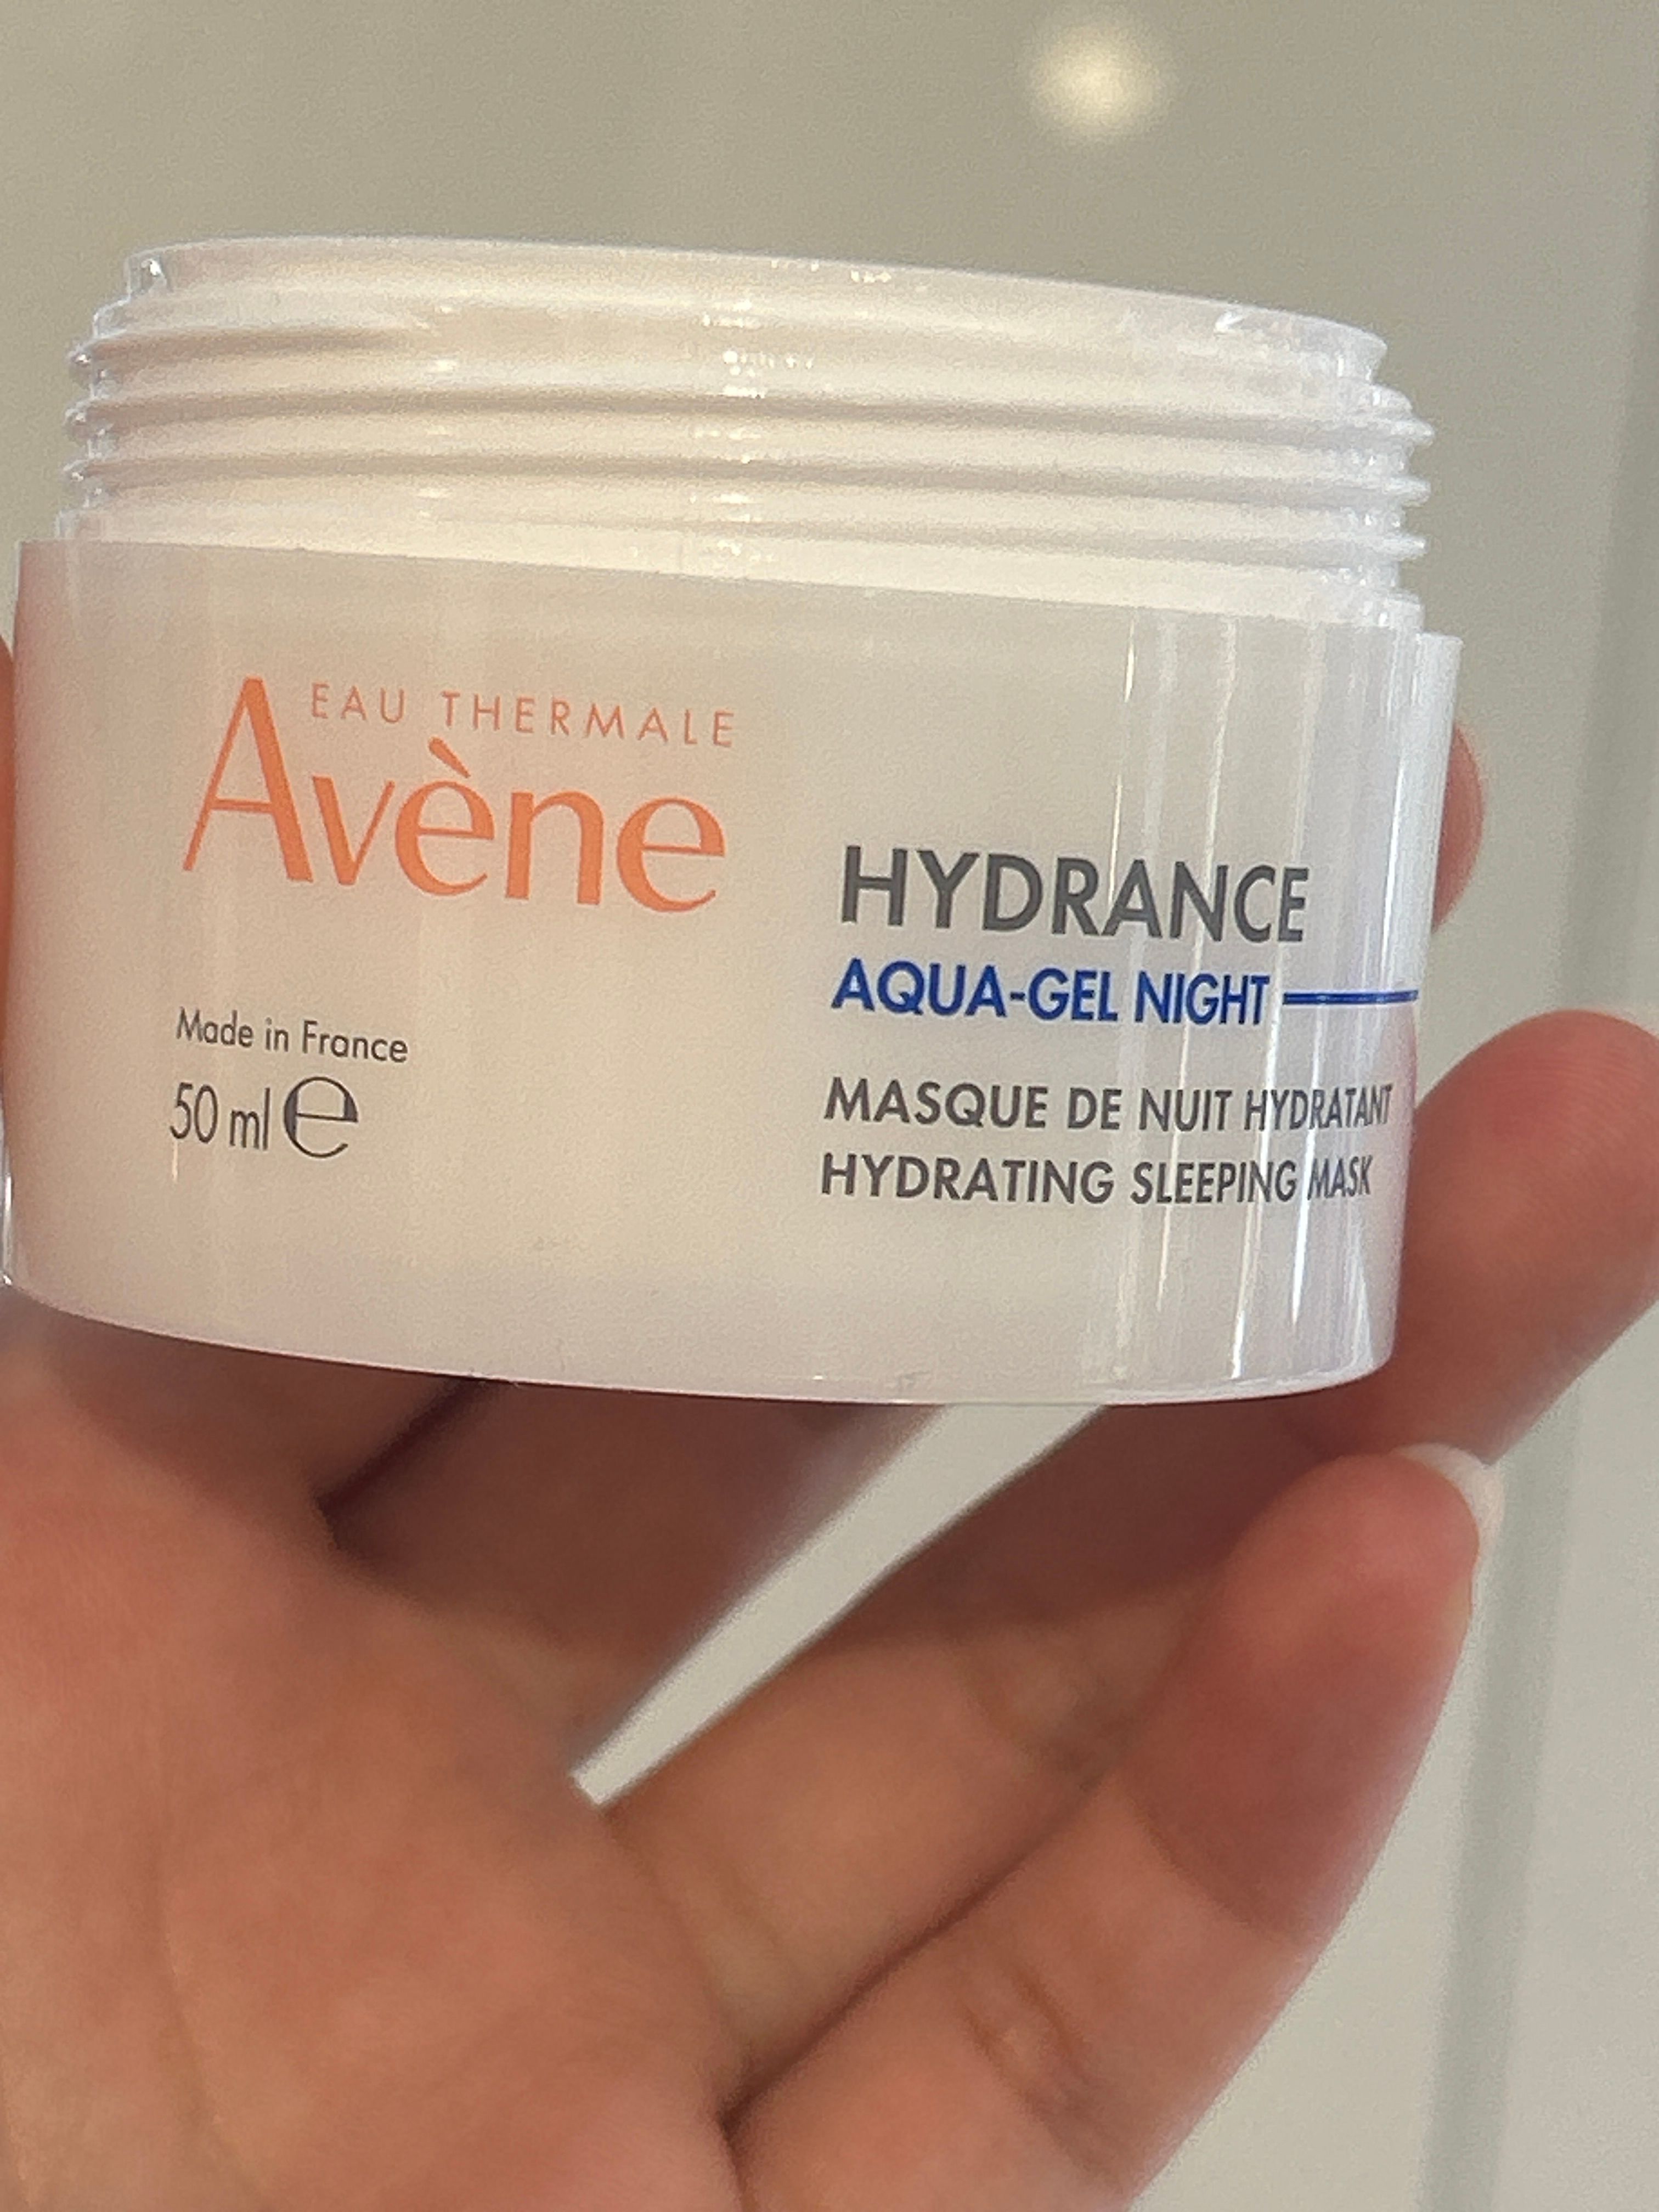 EAU THERMALE
Avène
HYDRANCE
AQUA-GEL NIGHT
MASQUE DE NUIT HYDRATANT
HYDRATING SLEEPING MASK
Made in France
50 ml ℮